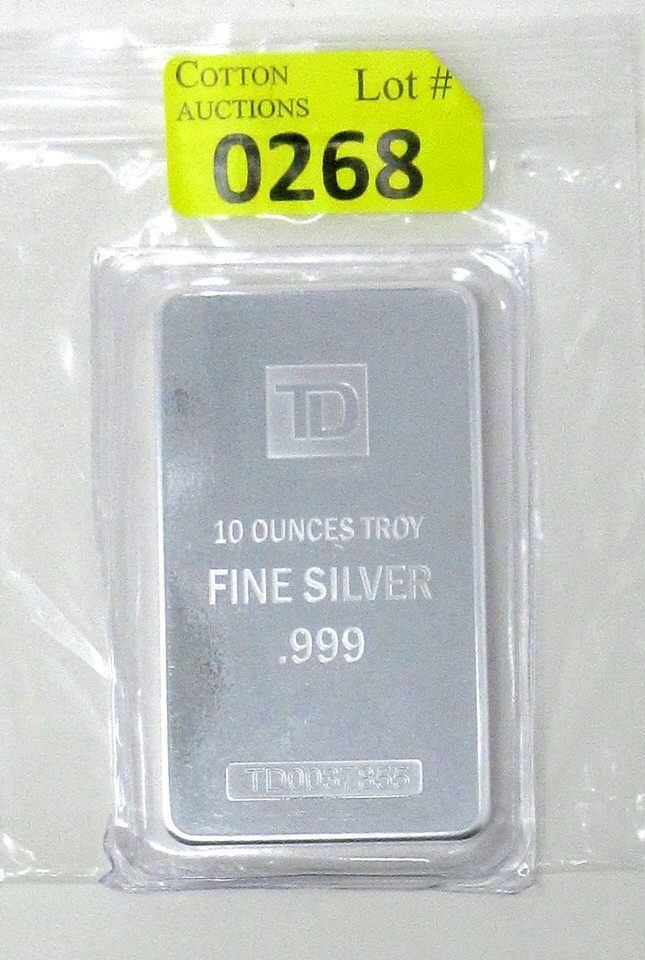 COTTON
AUCTIONS
Lot #
0268
TD
10 OUNCES TROY
FINE SILVER
.999
TD0037855